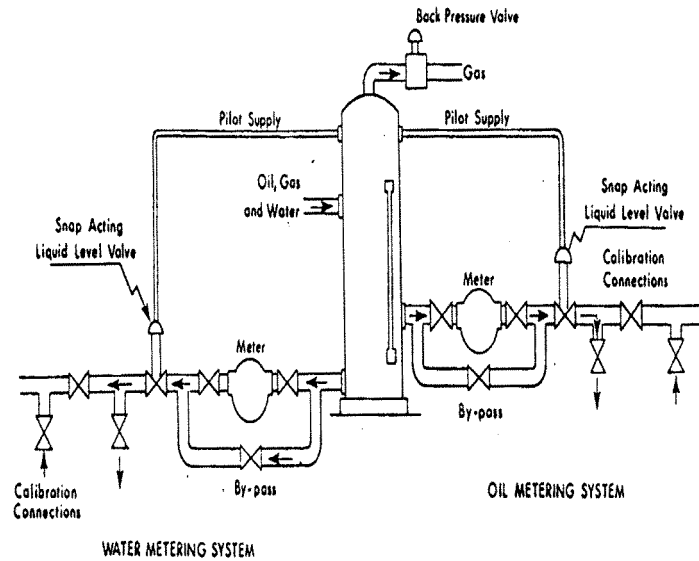 Back Pressure Valve
Gas
Pilot Supply
Pilot Supply
Oil, Gas
and Water
Snap Acting
Liquid Level Valve
Snap Acting
Liquid Level Valve
Calibration
Connections
Meter
Meter
By-pass
By-pass
Calibration
Connections
OIL METERING SYSTEM
WATER METERING SYSTEM